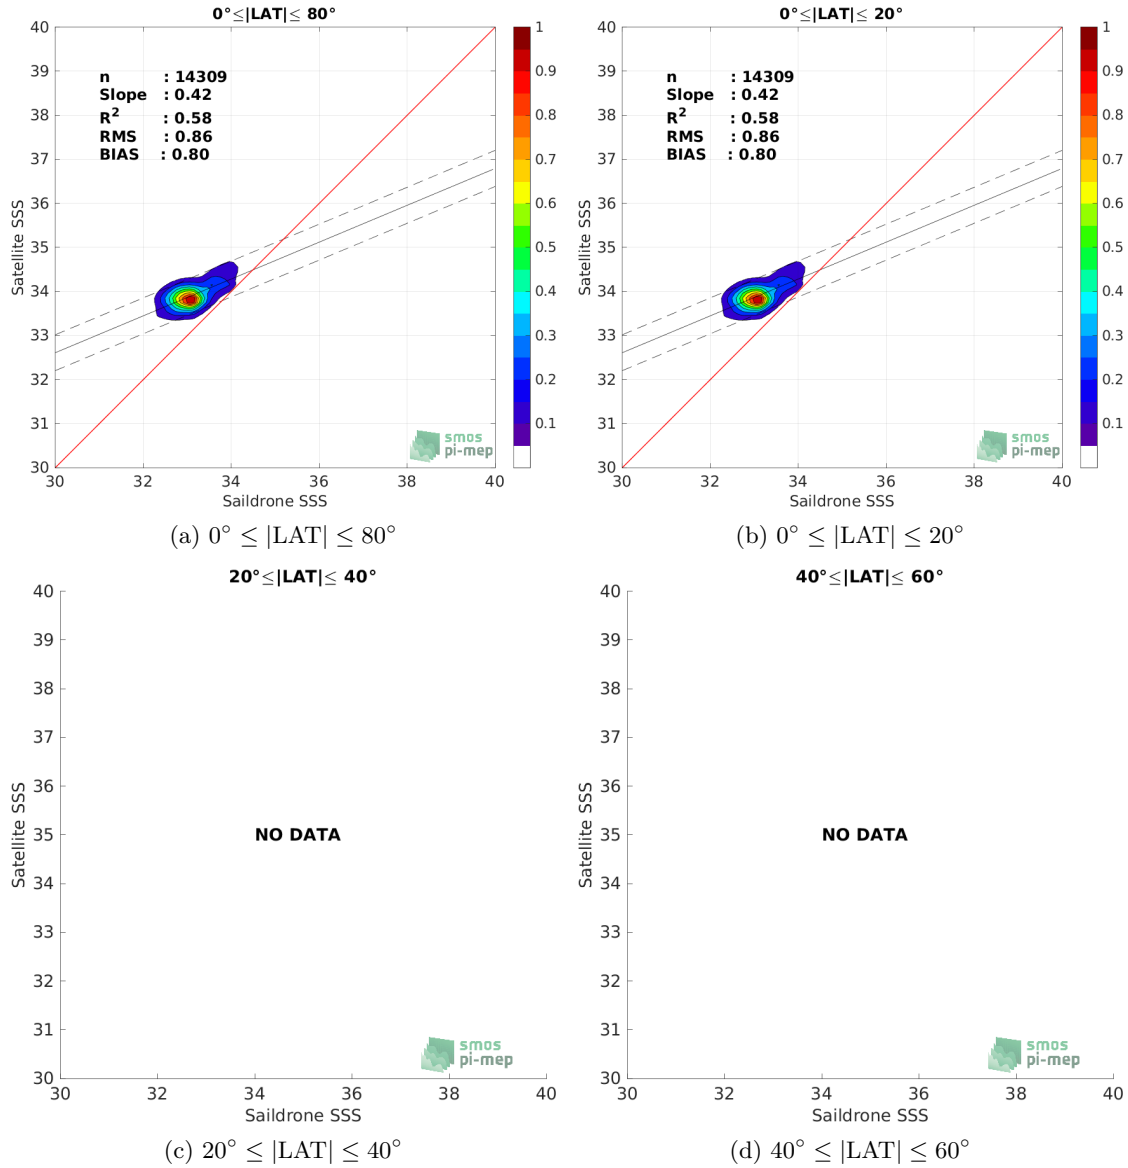 0°≤|LAT|≤ 80°
40
39
38
37
36
35
34
33
32
31
30
Satellite SSS
n : 14309
Slope : 0.42
R² : 0.58
RMS : 0.86
BIAS : 0.80
smos
pi-mep
30 32 34 36 38 40
Saildrone SSS
1
0.9
0.8
0.7
0.6
0.5
0.4
0.3
0.2
0.1
(a) 0° ≤ |LAT| ≤ 80°
0°≤|LAT|≤ 20°
40
39
38
37
36
35
34
33
32
31
30
Satellite SSS
n : 14309
Slope : 0.42
R² : 0.58
RMS : 0.86
BIAS : 0.80
smos
pi-mep
30 32 34 36 38 40
Saildrone SSS
1
0.9
0.8
0.7
0.6
0.5
0.4
0.3
0.2
0.1
(b) 0° ≤ |LAT| ≤ 20°
20°≤|LAT|≤ 40°
40
39
38
37
36
35
34
33
32
31
30
Satellite SSS
NO DATA
smos
pi-mep
30 32 34 36 38 40
Saildrone SSS
(c) 20° ≤ |LAT| ≤ 40°
40°≤|LAT|≤ 60°
40
39
38
37
36
35
34
33
32
31
30
Satellite SSS
NO DATA
smos
pi-mep
30 32 34 36 38 40
Saildrone SSS
(d) 40° ≤ |LAT| ≤ 60°